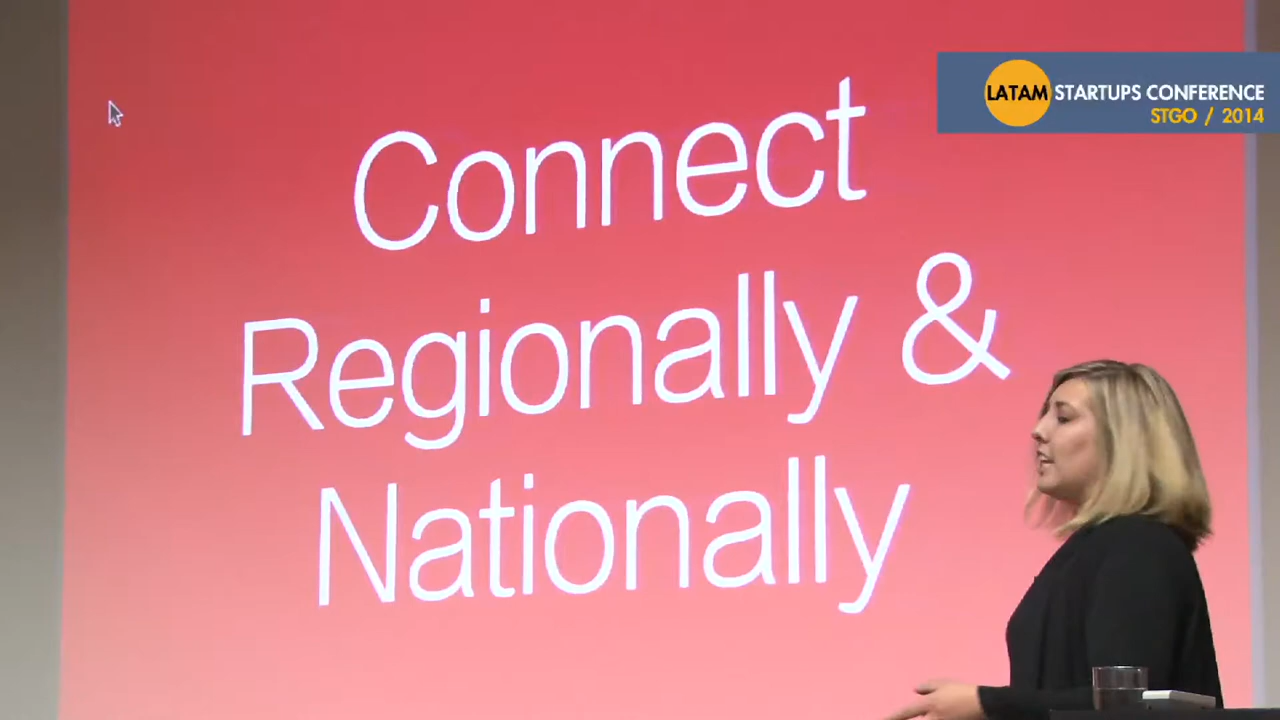 LATAM STARTUPS CONFERENCE
STGO / 2014
Connect
Regionally &
Nationally